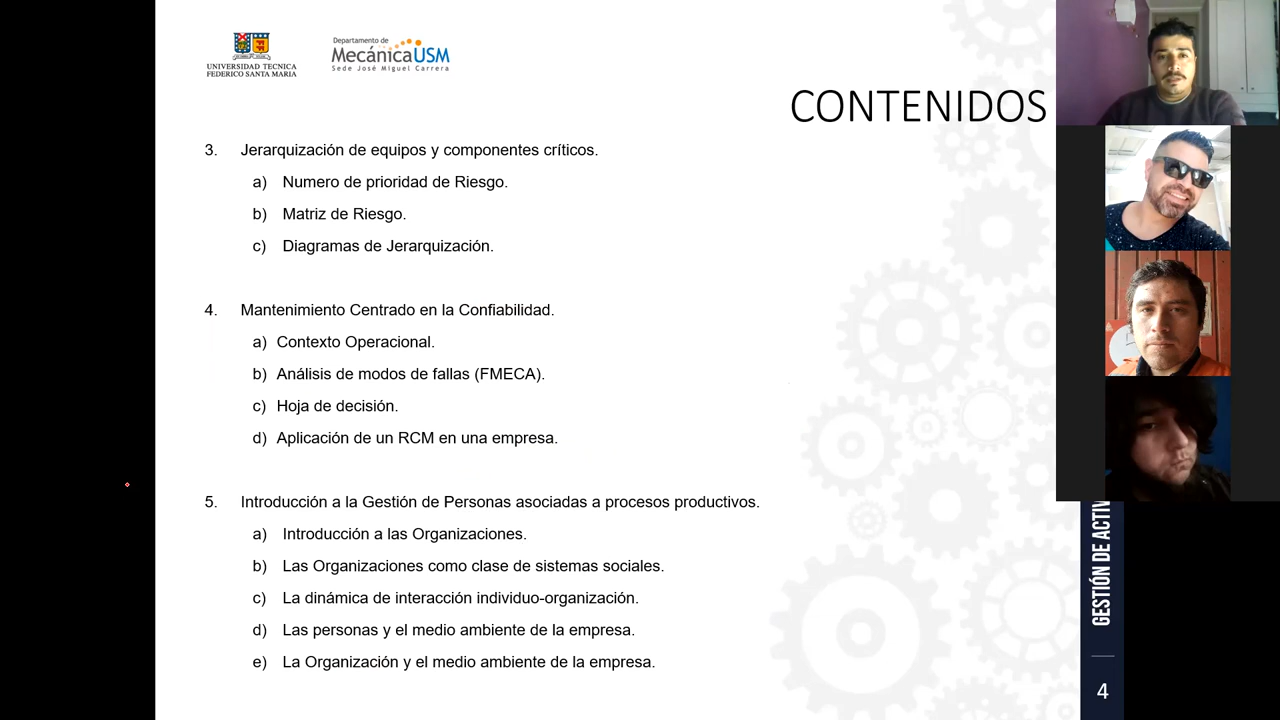 UNIVERSIDAD TECNICA
FEDERICO SANTA MARIA
Departamento de
MecánicaUSM
Sede José Miguel Carrera
CONTENIDOS
3. Jerarquización de equipos y componentes críticos.
a) Numero de prioridad de Riesgo.
b) Matriz de Riesgo.
c) Diagramas de Jerarquización.
4. Mantenimiento Centrado en la Confiabilidad.
a) Contexto Operacional.
b) Análisis de modos de fallas (FMECA).
c) Hoja de decisión.
d) Aplicación de un RCM en una empresa.
5. Introducción a la Gestión de Personas asociadas a procesos productivos.
a) Introducción a las Organizaciones.
b) Las Organizaciones como clase de sistemas sociales.
c) La dinámica de interacción individuo-organización.
d) Las personas y el medio ambiente de la empresa.
e) La Organización y el medio ambiente de la empresa.
GESTIÓN DE ACTIV
4